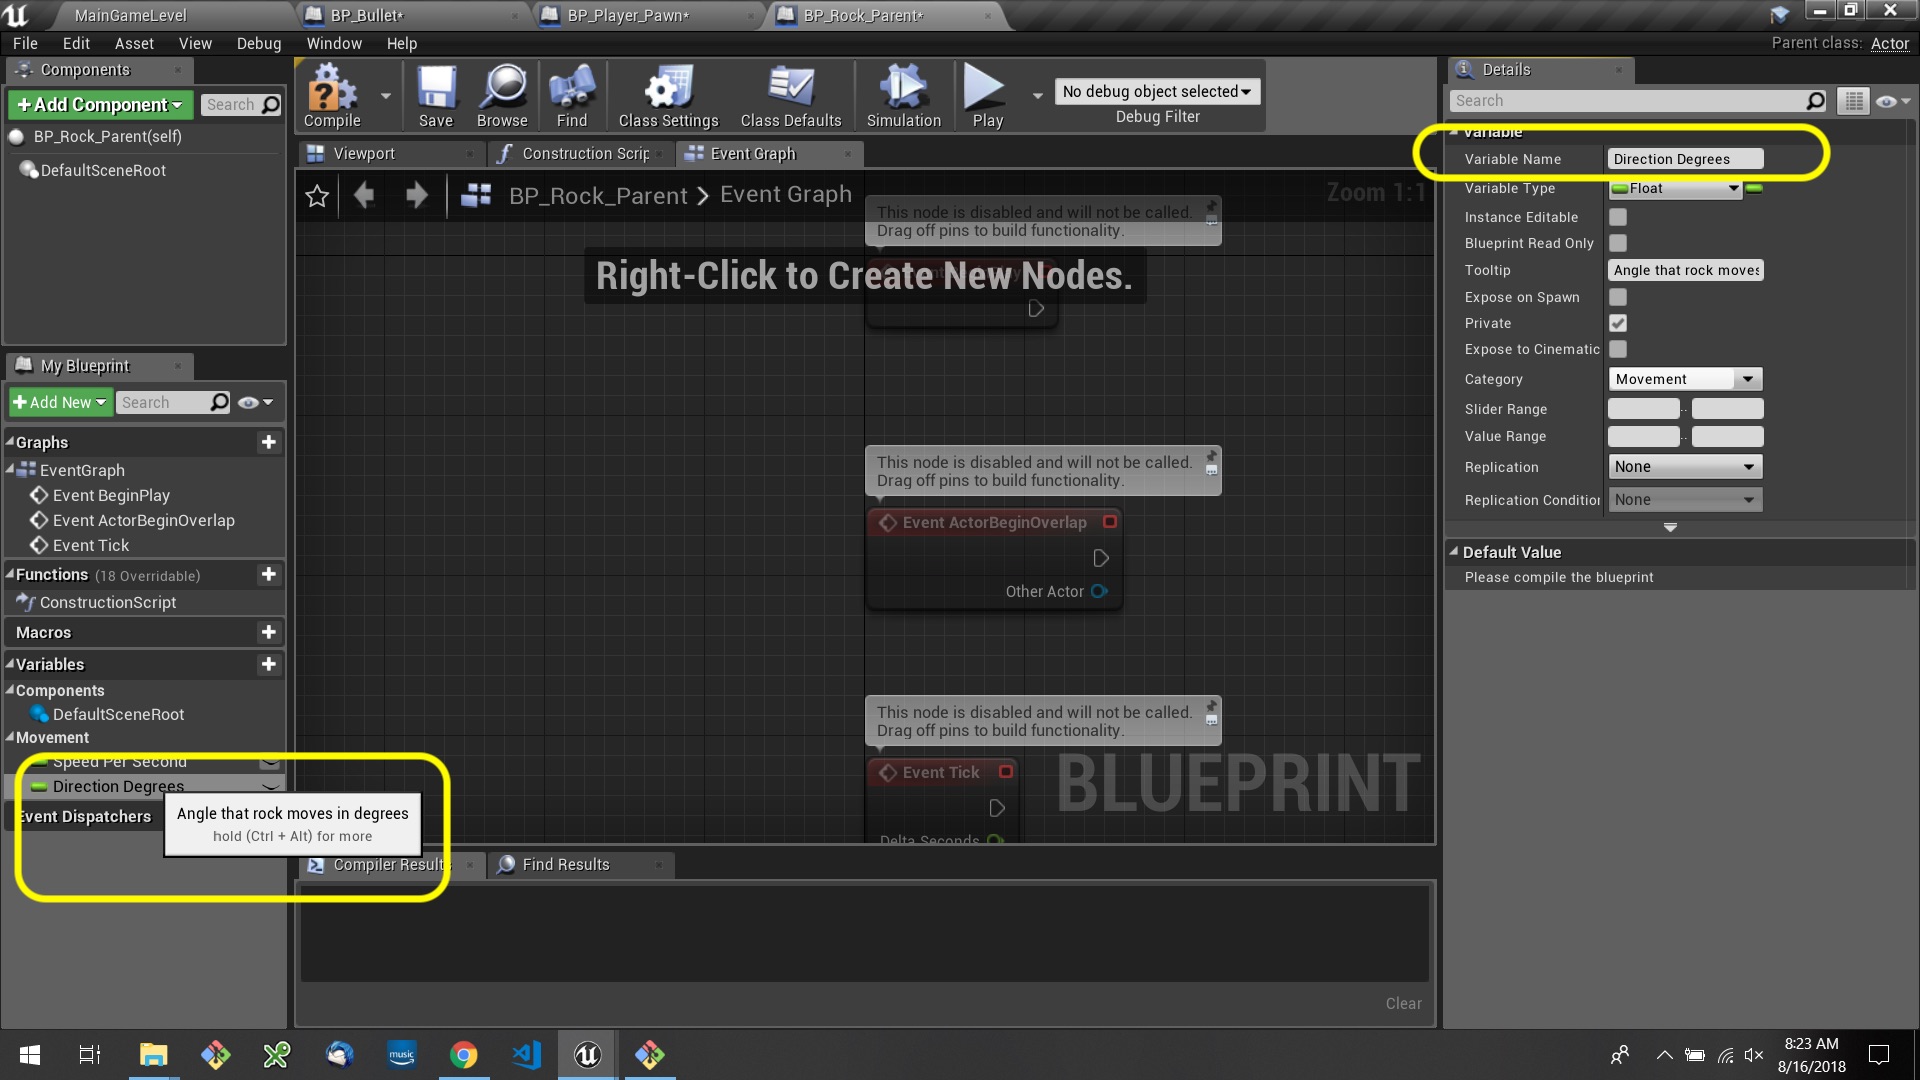 MainGameLevel
BP_Bullet*
BP_Player_Pawn*
BP_Rock_Parent*
File Edit Asset View Debug Window Help
Parent class: Actor
Components
+Add Component
Search
BP_Rock_Parent(self)
DefaultSceneRoot
Compile
Save
Browse
Find
Class Settings
Class Defaults
Simulation
Play
No debug object selected
Debug Filter
Viewport
Construction Scrip
Event Graph
BP_Rock_Parent > Event Graph
Zoom 1:1
This node is disabled and will not be called.
Drag off pins to build functionality.
Right-Click to Create New Nodes.
This node is disabled and will not be called.
Drag off pins to build functionality.
Event ActorBeginOverlap
Other Actor
This node is disabled and will not be called.
Drag off pins to build functionality.
Event Tick
Delta Seconds
BLUEPRINT
My Blueprint
+Add New
Search
Graphs
EventGraph
Event BeginPlay
Event ActorBeginOverlap
Event Tick
Functions (18 Overridable)
ConstructionScript
Macros
Variables
Components
DefaultSceneRoot
Movement
Speed Per Second
Direction Degrees
Event Dispatchers
Angle that rock moves in degrees
hold (Ctrl + Alt) for more
Compiler Results
Find Results
Clear
Details
Search
Variable
Variable Name Direction Degrees
Variable Type Float
Instance Editable
Blueprint Read Only
Tooltip Angle that rock moves
Expose on Spawn
Private
Expose to Cinematic
Category Movement
Slider Range ..
Value Range ..
Replication None
Replication Condition None
Default Value
Please compile the blueprint
music
8:23 AM
8/16/2018